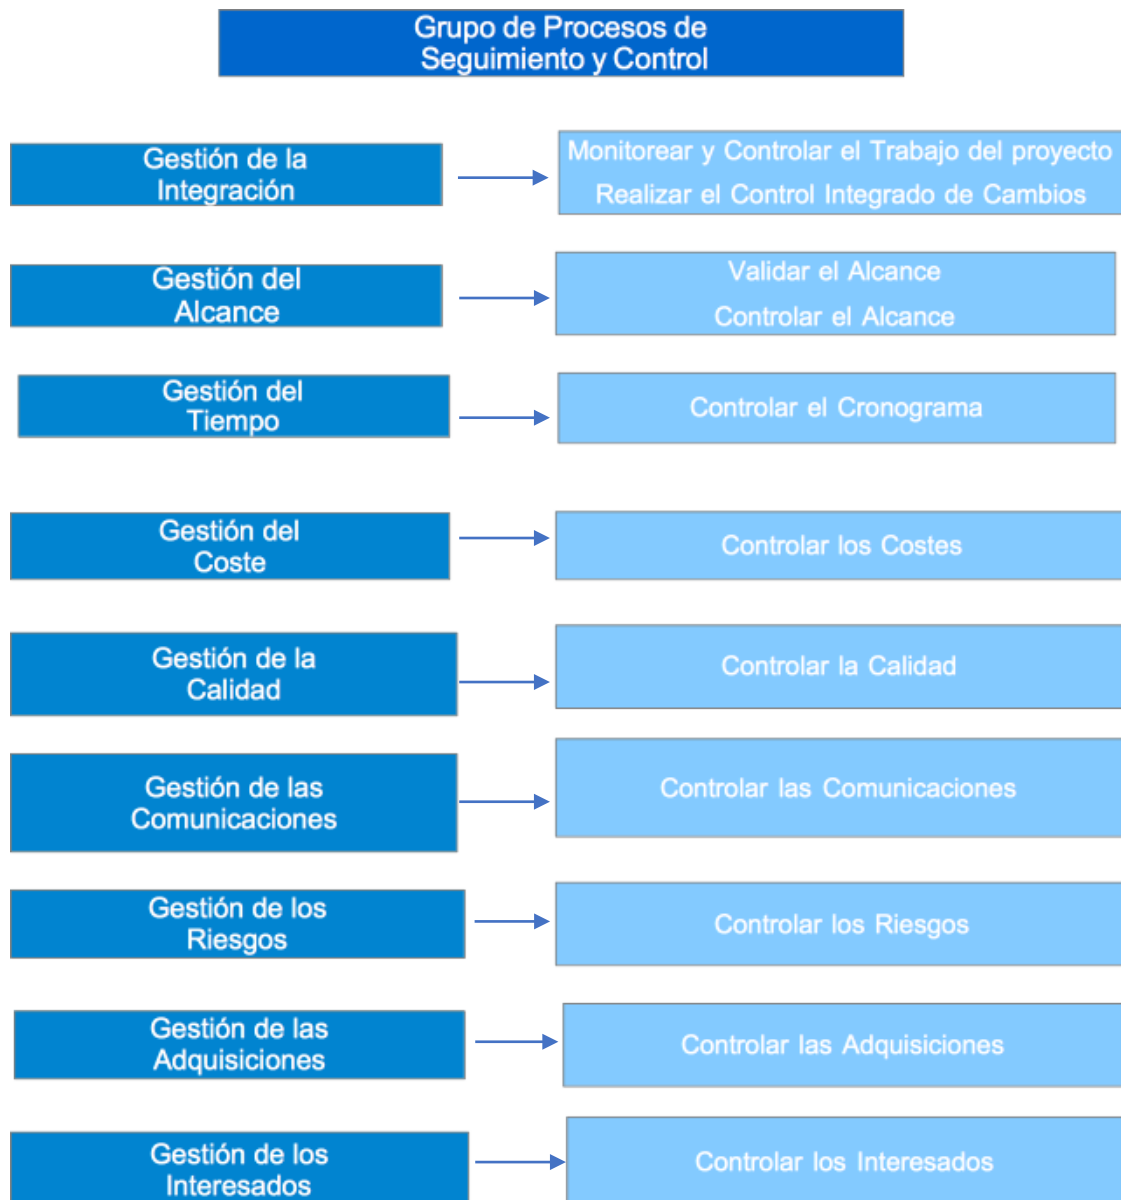 Grupo de Procesos de
Seguimiento y Control
Gestión de la
Integración
Monitorear y Controlar el Trabajo del proyecto
Realizar el Control Integrado de Cambios
Gestión del
Alcance
Validar el Alcance
Controlar el Alcance
Gestión del
Tiempo
Controlar el Cronograma
Gestión del
Coste
Controlar los Costes
Gestión de la
Calidad
Controlar la Calidad
Gestión de las
Comunicaciones
Controlar las Comunicaciones
Gestión de los
Riesgos
Controlar los Riesgos
Gestión de las
Adquisiciones
Controlar las Adquisiciones
Gestión de los
Interesados
Controlar los Interesados